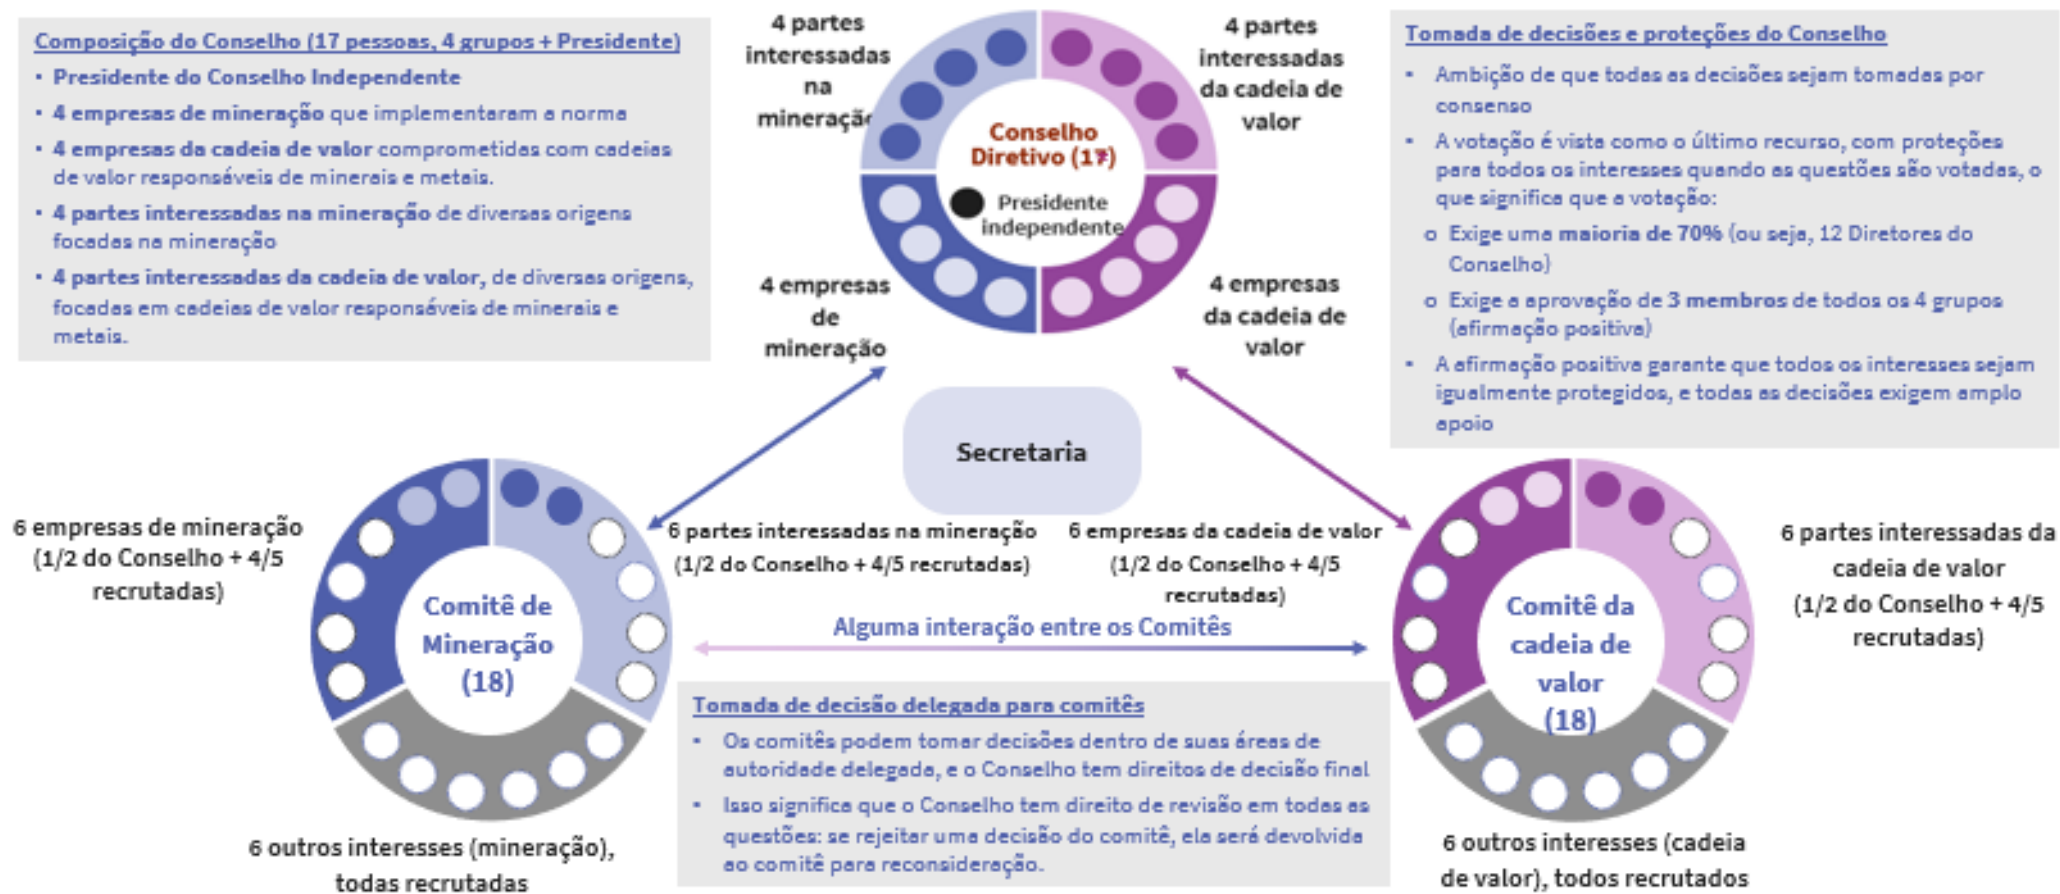 Composição do Conselho (17 pessoas, 4 grupos + Presidente)
• Presidente do Conselho Independente
• 4 empresas de mineração que implementaram a norma
• 4 empresas da cadeia de valor comprometidas com cadeias
de valor responsáveis de minerais e metais.
• 4 partes interessadas na mineração de diversas origens
focadas na mineração
• 4 partes interessadas da cadeia de valor, de diversas origens,
focadas em cadeias de valor responsáveis de minerais e
metais.
4 partes
interessadas
na
mineração
4 partes
interessadas
da cadeia de
valor
Conselho
Diretivo (17)
Presidente
independente
4 empresas
de
mineração
4 empresas
da cadeia de
valor
Tomada de decisões e proteções do Conselho
• Ambição de que todas as decisões sejam tomadas por
consenso
• A votação é vista como o último recurso, com proteções
para todos os interesses quando as questões são votadas, o
que significa que a votação:
o Exige uma maioria de 70% (ou seja, 12 Diretores do
Conselho)
o Exige a aprovação de 3 membros de todos os 4 grupos
(afirmação positiva)
• A afirmação positiva garante que todos os interesses sejam
igualmente protegidos, e todas as decisões exigem amplo
apoio
Secretaria
6 empresas de mineração
(1/2 do Conselho + 4/5
recrutadas)
Comitê de
Mineração
(18)
6 partes interessadas na mineração
(1/2 do Conselho + 4/5 recrutadas)
6 empresas da cadeia de valor
(1/2 do Conselho + 4/5
recrutadas)
Alguma interação entre os Comitês
Comitê da
cadeia de
valor
(18)
6 partes interessadas da
cadeia de valor
(1/2 do Conselho + 4/5
recrutadas)
Tomada de decisão delegada para comitês
• Os comitês podem tomar decisões dentro de suas áreas de
autoridade delegada, e o Conselho tem direitos de decisão final
• Isso significa que o Conselho tem direito de revisão em todas as
questões: se rejeitar uma decisão do comitê, ela será devolvida
ao comitê para reconsideração.
6 outros interesses (mineração),
todas recrutadas
6 outros interesses (cadeia
de valor), todos recrutados